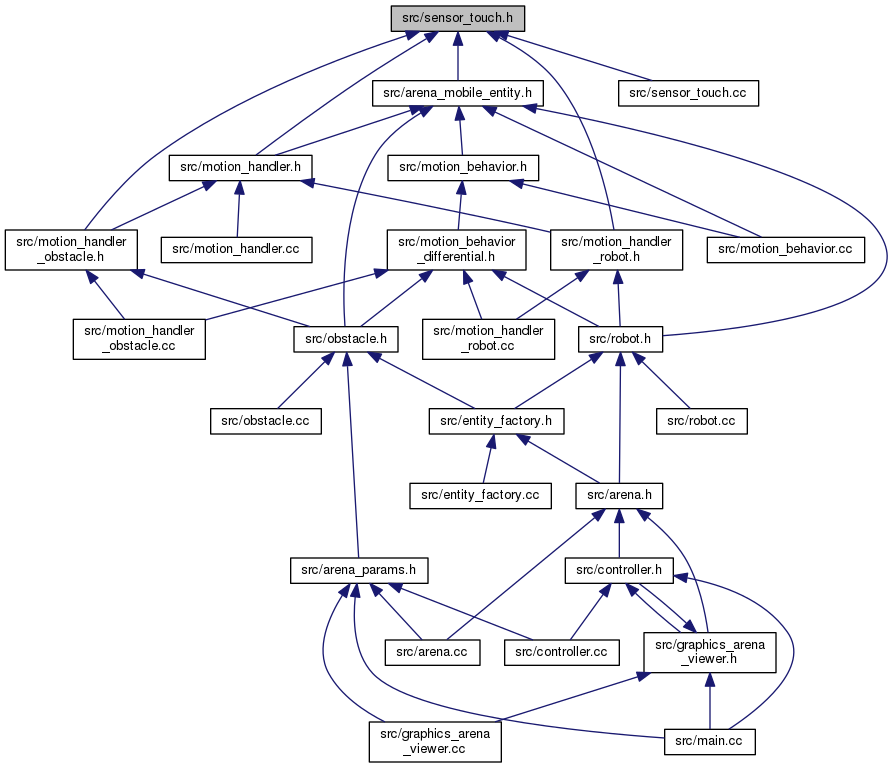 src/sensor_touch.h
src/arena_mobile_entity.h
src/sensor_touch.cc
src/motion_handler.h
src/motion_behavior.h
src/motion_handler
_obstacle.h
src/motion_handler.cc
src/motion_behavior
_differential.h
src/motion_handler
_robot.h
src/motion_behavior.cc
src/motion_handler
_obstacle.cc
src/obstacle.h
src/motion_handler
_robot.cc
src/robot.h
src/obstacle.cc
src/entity_factory.h
src/robot.cc
src/entity_factory.cc
src/arena.h
src/arena_params.h
src/controller.h
src/arena.cc
src/controller.cc
src/graphics_arena
_viewer.h
src/graphics_arena
_viewer.cc
src/main.cc